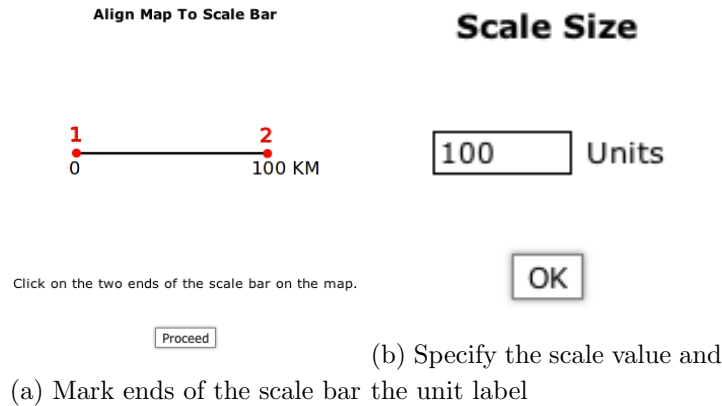 Align Map To Scale Bar
1 2
0 100 KM
Click on the two ends of the scale bar on the map.
Proceed
(a) Mark ends of the scale bar
Scale Size
100 Units
OK
(b) Specify the scale value and
the unit label